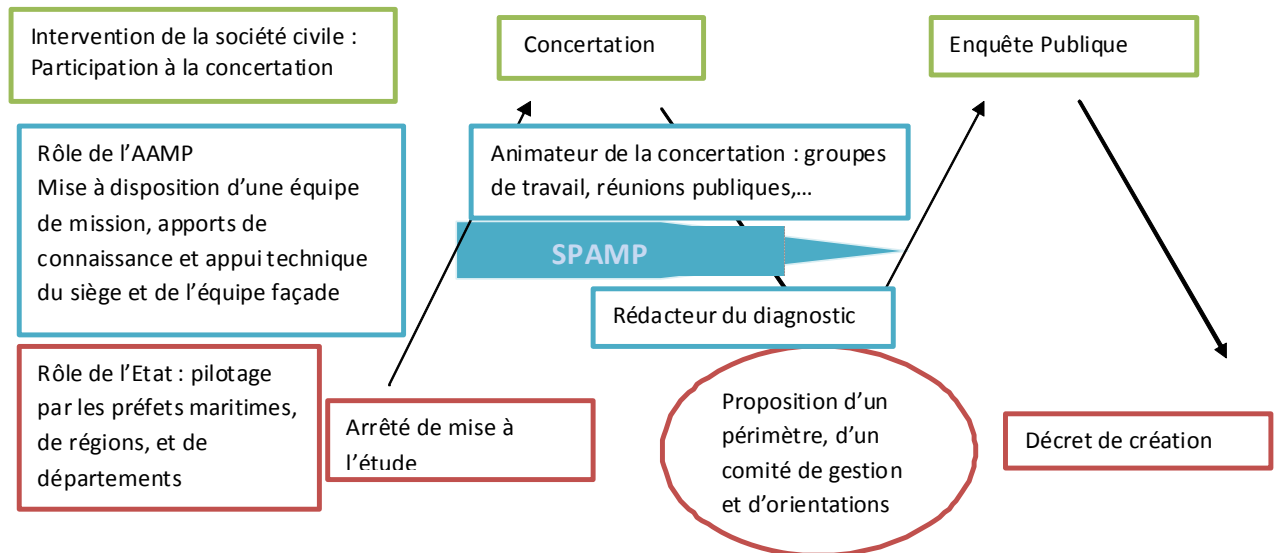 Intervention de la société civile :
Participation à la concertation
Concertation
Enquête Publique
Rôle de l’AAMP
Mise à disposition d’une équipe
de mission, apports de
connaissance et appui technique
du siège et de l’équipe façade
Animateur de la concertation : groupes
de travail, réunions publiques,…
SPAMP
Rédacteur du diagnostic
Rôle de l’Etat : pilotage
par les préfets maritimes,
de régions, et de
départements
Arrêté de mise à
l’étude
Proposition d’un
périmètre, d’un
comité de gestion
et d’orientations
Décret de création